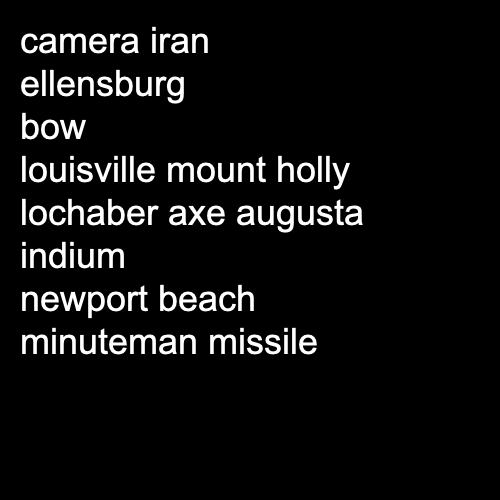 camera iran
ellensburg
bow
louisville mount holly
lochaber axe augusta
indium
newport beach
minuteman missile